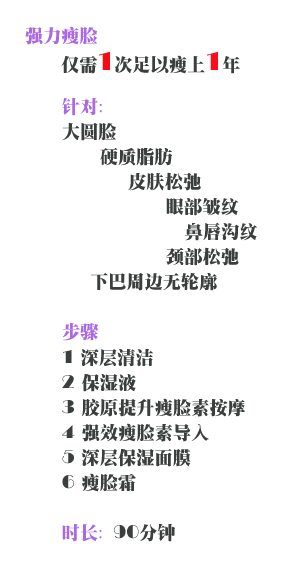 强力瘦脸
仅需1次足以瘦上1年
针对:
大圆脸
硬质脂肪
皮肤松弛
眼部皱纹
鼻唇沟纹
颈部松弛
下巴周边无轮廓
步骤
1 深层清洁
2 保湿液
3 胶原提升瘦脸素按摩
4 强效瘦脸素导入
5 深层保湿面膜
6 瘦脸霜
时长: 90分钟